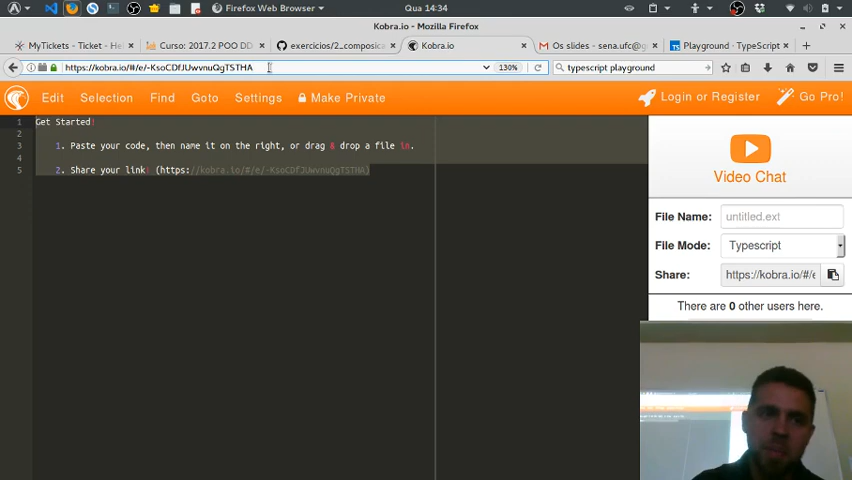 Firefox Web Browser
Qua 14:34
Kobra.io - Mozilla Firefox
MyTickets - Ticket - He
Curso: 2017.2 POO DD
exercicios/2_composica
Kobra.io
Os slides - sena.ufc@g
Playground · TypeScript
https://kobra.io/#/e/-KsoCDfJUwvnuQgTSTHA
130%
typescript playground
Edit
Selection
Find
Goto
Settings
Make Private
Login or Register
Go Pro!
1 Get Started!
2
3 1. Paste your code, then name it on the right, or drag & drop a file in.
4
5 2. Share your link! (https://kobra.io/#/e/-KsoCDfJUwvnuQgTSTHA)
Video Chat
File Name: untitled.ext
File Mode: Typescript
Share: https://kobra.io/#/e
There are 0 other users here.